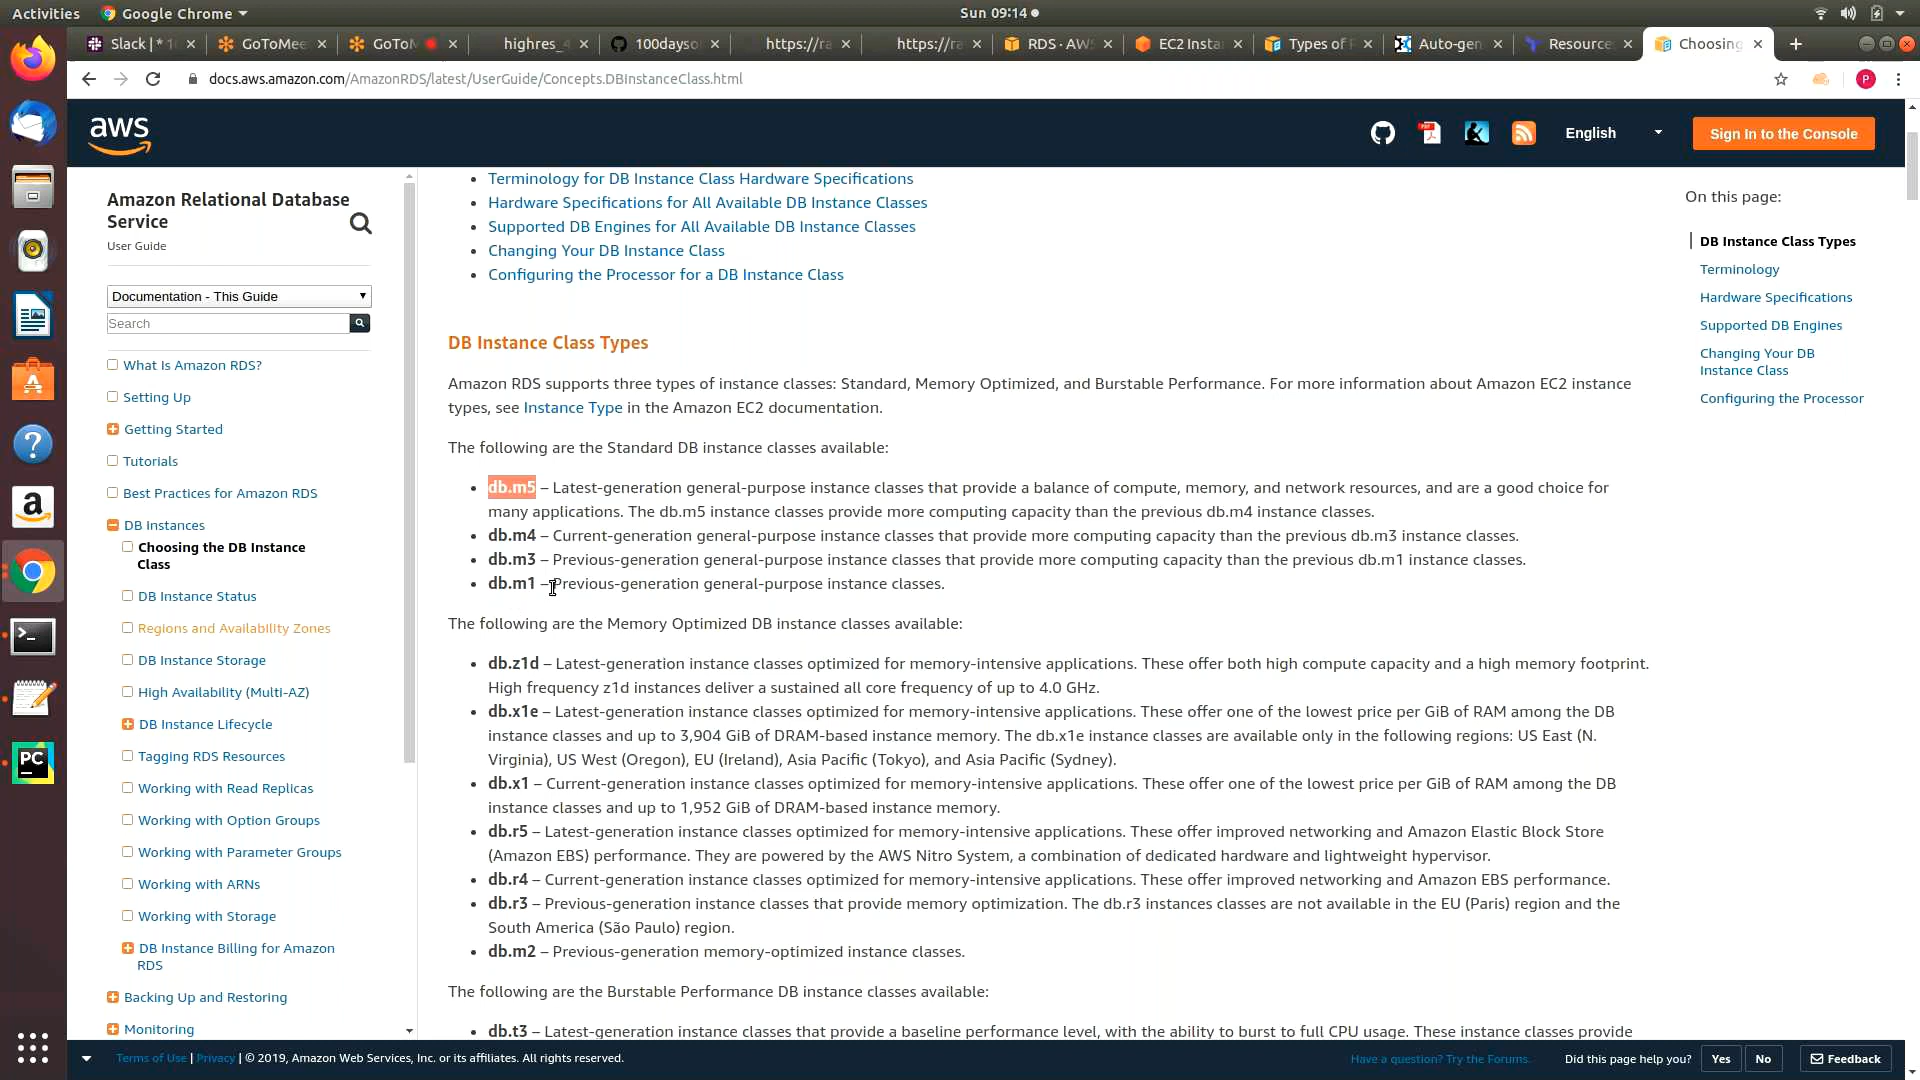 Activities Google Chrome Sun 09:14
Slack | * 1 GoToMee GoToM highres_ 100dayso https://ra https://ra RDS · AWS EC2 Insta Types of Auto-gen Resource Choosing
docs.aws.amazon.com/AmazonRDS/latest/UserGuide/Concepts.DBInstanceClass.html P
aws English Sign In to the Console
Amazon Relational Database
Service
User Guide
Documentation - This Guide
Search
What Is Amazon RDS?
Setting Up
Getting Started
Tutorials
Best Practices for Amazon RDS
DB Instances
Choosing the DB Instance
Class
DB Instance Status
Regions and Availability Zones
DB Instance Storage
High Availability (Multi-AZ)
DB Instance Lifecycle
Tagging RDS Resources
Working with Read Replicas
Working with Option Groups
Working with Parameter Groups
Working with ARNs
Working with Storage
DB Instance Billing for Amazon
RDS
Backing Up and Restoring
Monitoring
Terminology for DB Instance Class Hardware Specifications
Hardware Specifications for All Available DB Instance Classes
Supported DB Engines for All Available DB Instance Classes
Changing Your DB Instance Class
Configuring the Processor for a DB Instance Class
DB Instance Class Types
Amazon RDS supports three types of instance classes: Standard, Memory Optimized, and Burstable Performance. For more information about Amazon EC2 instance
types, see Instance Type in the Amazon EC2 documentation.
The following are the Standard DB instance classes available:
db.m5 – Latest-generation general-purpose instance classes that provide a balance of compute, memory, and network resources, and are a good choice for
many applications. The db.m5 instance classes provide more computing capacity than the previous db.m4 instance classes.
db.m4 – Current-generation general-purpose instance classes that provide more computing capacity than the previous db.m3 instance classes.
db.m3 – Previous-generation general-purpose instance classes that provide more computing capacity than the previous db.m1 instance classes.
db.m1 – Previous-generation general-purpose instance classes.
The following are the Memory Optimized DB instance classes available:
db.z1d – Latest-generation instance classes optimized for memory-intensive applications. These offer both high compute capacity and a high memory footprint.
High frequency z1d instances deliver a sustained all core frequency of up to 4.0 GHz.
db.x1e – Latest-generation instance classes optimized for memory-intensive applications. These offer one of the lowest price per GiB of RAM among the DB
instance classes and up to 3,904 GiB of DRAM-based instance memory. The db.x1e instance classes are available only in the following regions: US East (N.
Virginia), US West (Oregon), EU (Ireland), Asia Pacific (Tokyo), and Asia Pacific (Sydney).
db.x1 – Current-generation instance classes optimized for memory-intensive applications. These offer one of the lowest price per GiB of RAM among the DB
instance classes and up to 1,952 GiB of DRAM-based instance memory.
db.r5 – Latest-generation instance classes optimized for memory-intensive applications. These offer improved networking and Amazon Elastic Block Store
(Amazon EBS) performance. They are powered by the AWS Nitro System, a combination of dedicated hardware and lightweight hypervisor.
db.r4 – Current-generation instance classes optimized for memory-intensive applications. These offer improved networking and Amazon EBS performance.
db.r3 – Previous-generation instance classes that provide memory optimization. The db.r3 instances classes are not available in the EU (Paris) region and the
South America (São Paulo) region.
db.m2 – Previous-generation memory-optimized instance classes.
The following are the Burstable Performance DB instance classes available:
db.t3 – Latest-generation instance classes that provide a baseline performance level, with the ability to burst to full CPU usage. These instance classes provide
On this page:
DB Instance Class Types
Terminology
Hardware Specifications
Supported DB Engines
Changing Your DB
Instance Class
Configuring the Processor
Terms of Use | Privacy | © 2019, Amazon Web Services, Inc. or its affiliates. All rights reserved. Have a question? Try the Forums. Did this page help you? Yes No Feedback